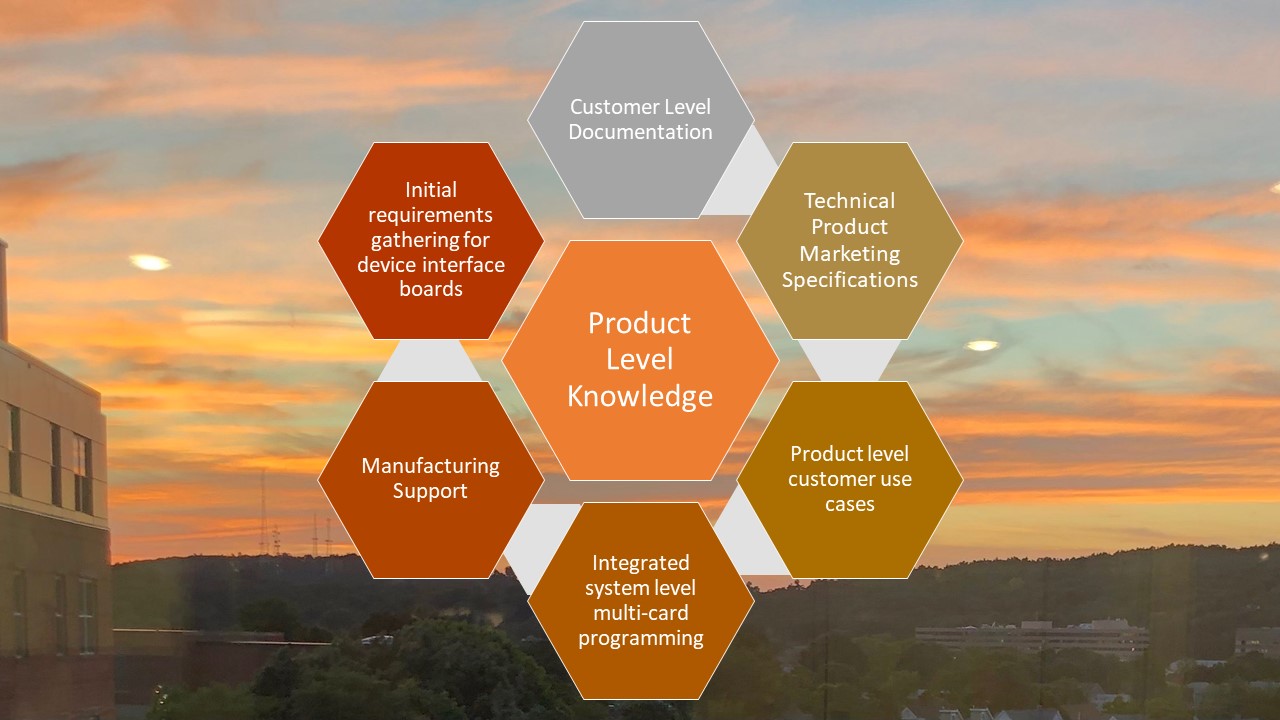 Customer Level
Documentation
Technical
Product
Marketing
Specifications
Product level
customer use
cases
Integrated
system level
multi-card
programming
Manufacturing
Support
Initial
requirements
gathering for
device interface
boards
Product
Level
Knowledge